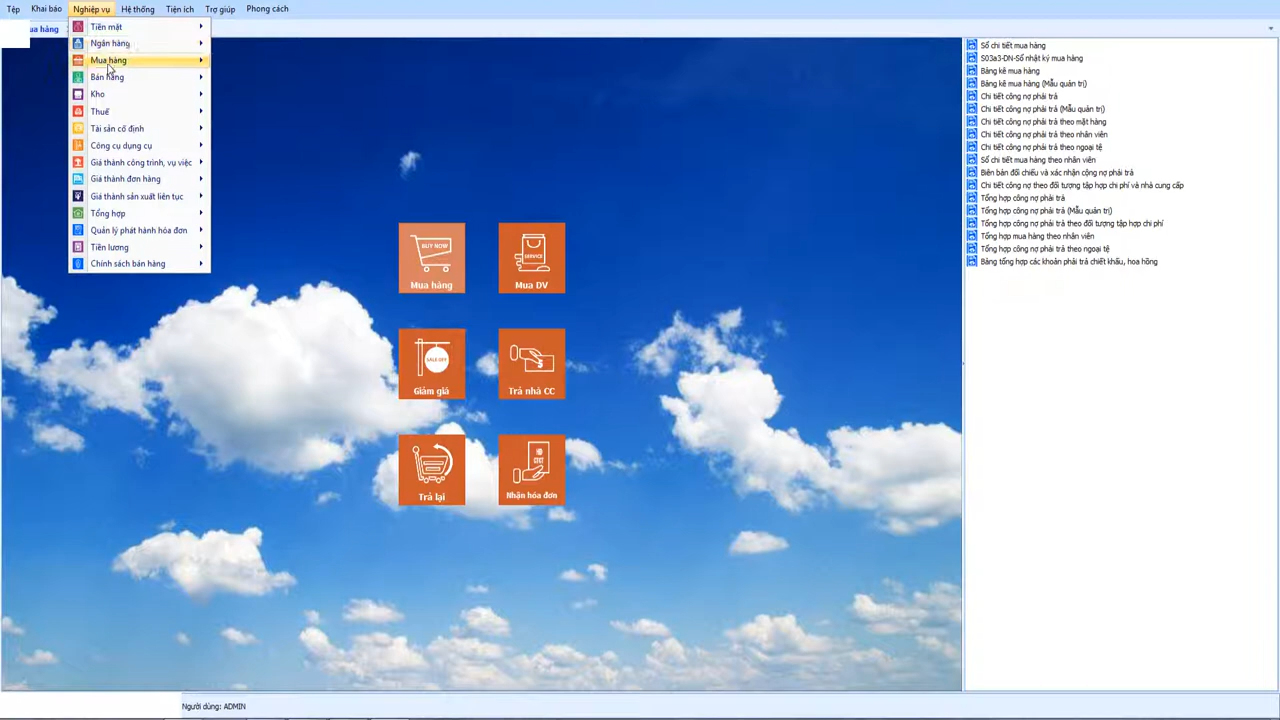 Tệp Khai báo Nghiệp vụ Hệ thống Tiện ích Trợ giúp Phong cách
ua hàng
Tiền mặt
Ngân hàng
Mua hàng
Bán hàng
Kho
Thuế
Tài sản cố định
Công cụ dụng cụ
Giá thành công trình, vụ việc
Giá thành đơn hàng
Giá thành sản xuất liên tục
Tổng hợp
Quản lý phát hành hóa đơn
Tiền lương
Chính sách bán hàng
BUY NOW
Mua hàng
SERVICE
Mua DV
SALE OFF
Giảm giá
Trả nhà CC
Trả lại
HĐ
GTGT
Nhận hóa đơn
Sổ chi tiết mua hàng
S03a3-DN-Sổ nhật ký mua hàng
Bảng kê mua hàng
Bảng kê mua hàng (Mẫu quản trị)
Chi tiết công nợ phải trả
Chi tiết công nợ phải trả (Mẫu quản trị)
Chi tiết công nợ phải trả theo mặt hàng
Chi tiết công nợ phải trả theo nhân viên
Chi tiết công nợ phải trả theo ngoại tệ
Sổ chi tiết mua hàng theo nhân viên
Biên bản đối chiếu và xác nhận cộng nợ phải trả
Chi tiết công nợ theo đối tượng tập hợp chi phí và nhà cung cấp
Tổng hợp công nợ phải trả
Tổng hợp công nợ phải trả (Mẫu quản trị)
Tổng hợp công nợ phải trả theo đối tượng tập hợp chi phí
Tổng hợp mua hàng theo nhân viên
Tổng hợp công nợ phải trả theo ngoại tệ
Bảng tổng hợp các khoản phải trả chiết khấu, hoa hồng
Người dùng: ADMIN